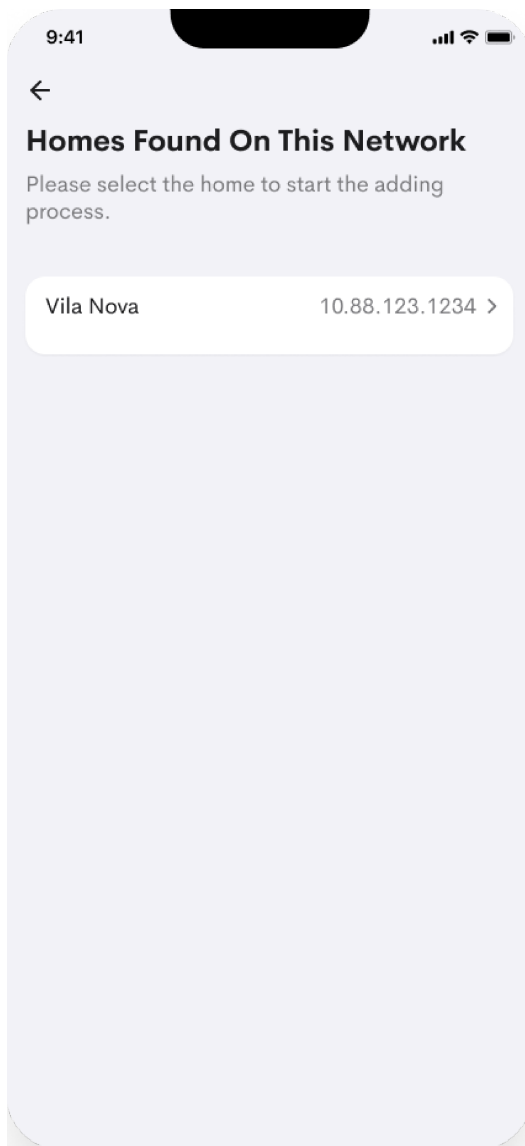 9:41
Homes Found On This Network
Please select the home to start the adding
process.
Vila Nova 10.88.123.1234